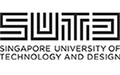 SUTD
SINGAPORE UNIVERSITY OF
TECHNOLOGY AND DESIGN